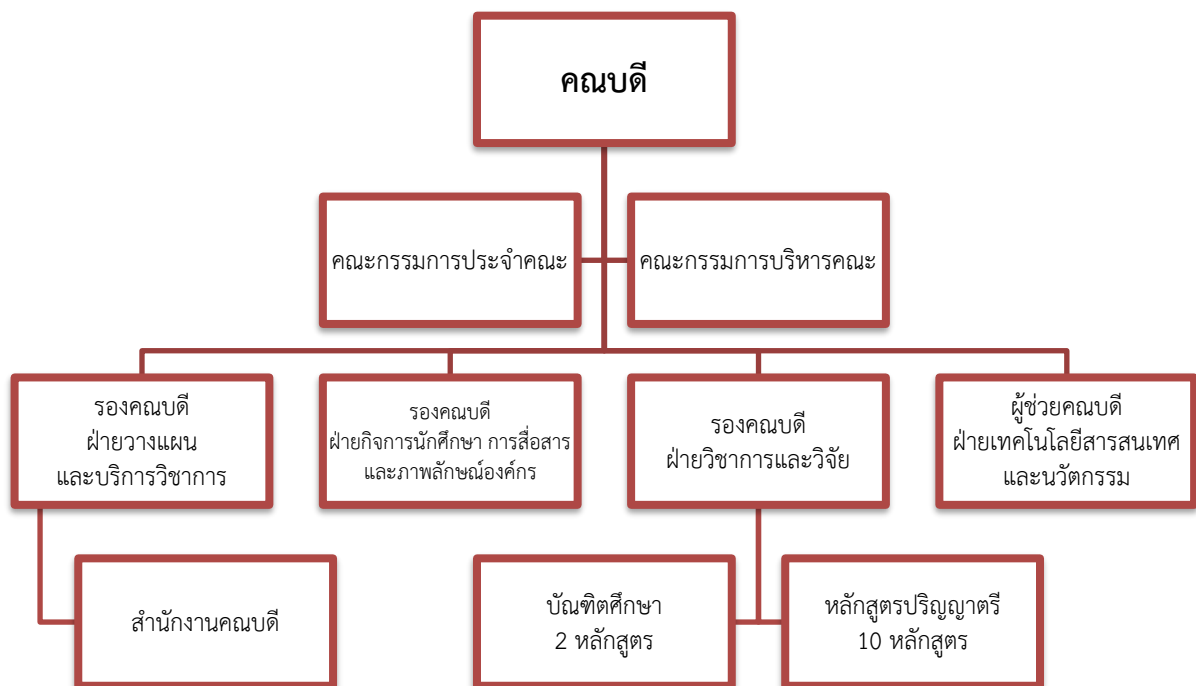 คณบดี
คณะกรรมการประจำคณะ
คณะกรรมการบริหารคณะ
รองคณบดี
ฝ่ายวางแผน
และบริการวิชาการ
รองคณบดี
ฝ่ายกิจการนักศึกษา การสื่อสาร
และภาพลักษณ์องค์กร
รองคณบดี
ฝ่ายวิชาการและวิจัย
ผู้ช่วยคณบดี
ฝ่ายเทคโนโลยีสารสนเทศ
และนวัตกรรม
สำนักงานคณบดี
บัณฑิตศึกษา
2 หลักสูตร
หลักสูตรปริญญาตรี
10 หลักสูตร